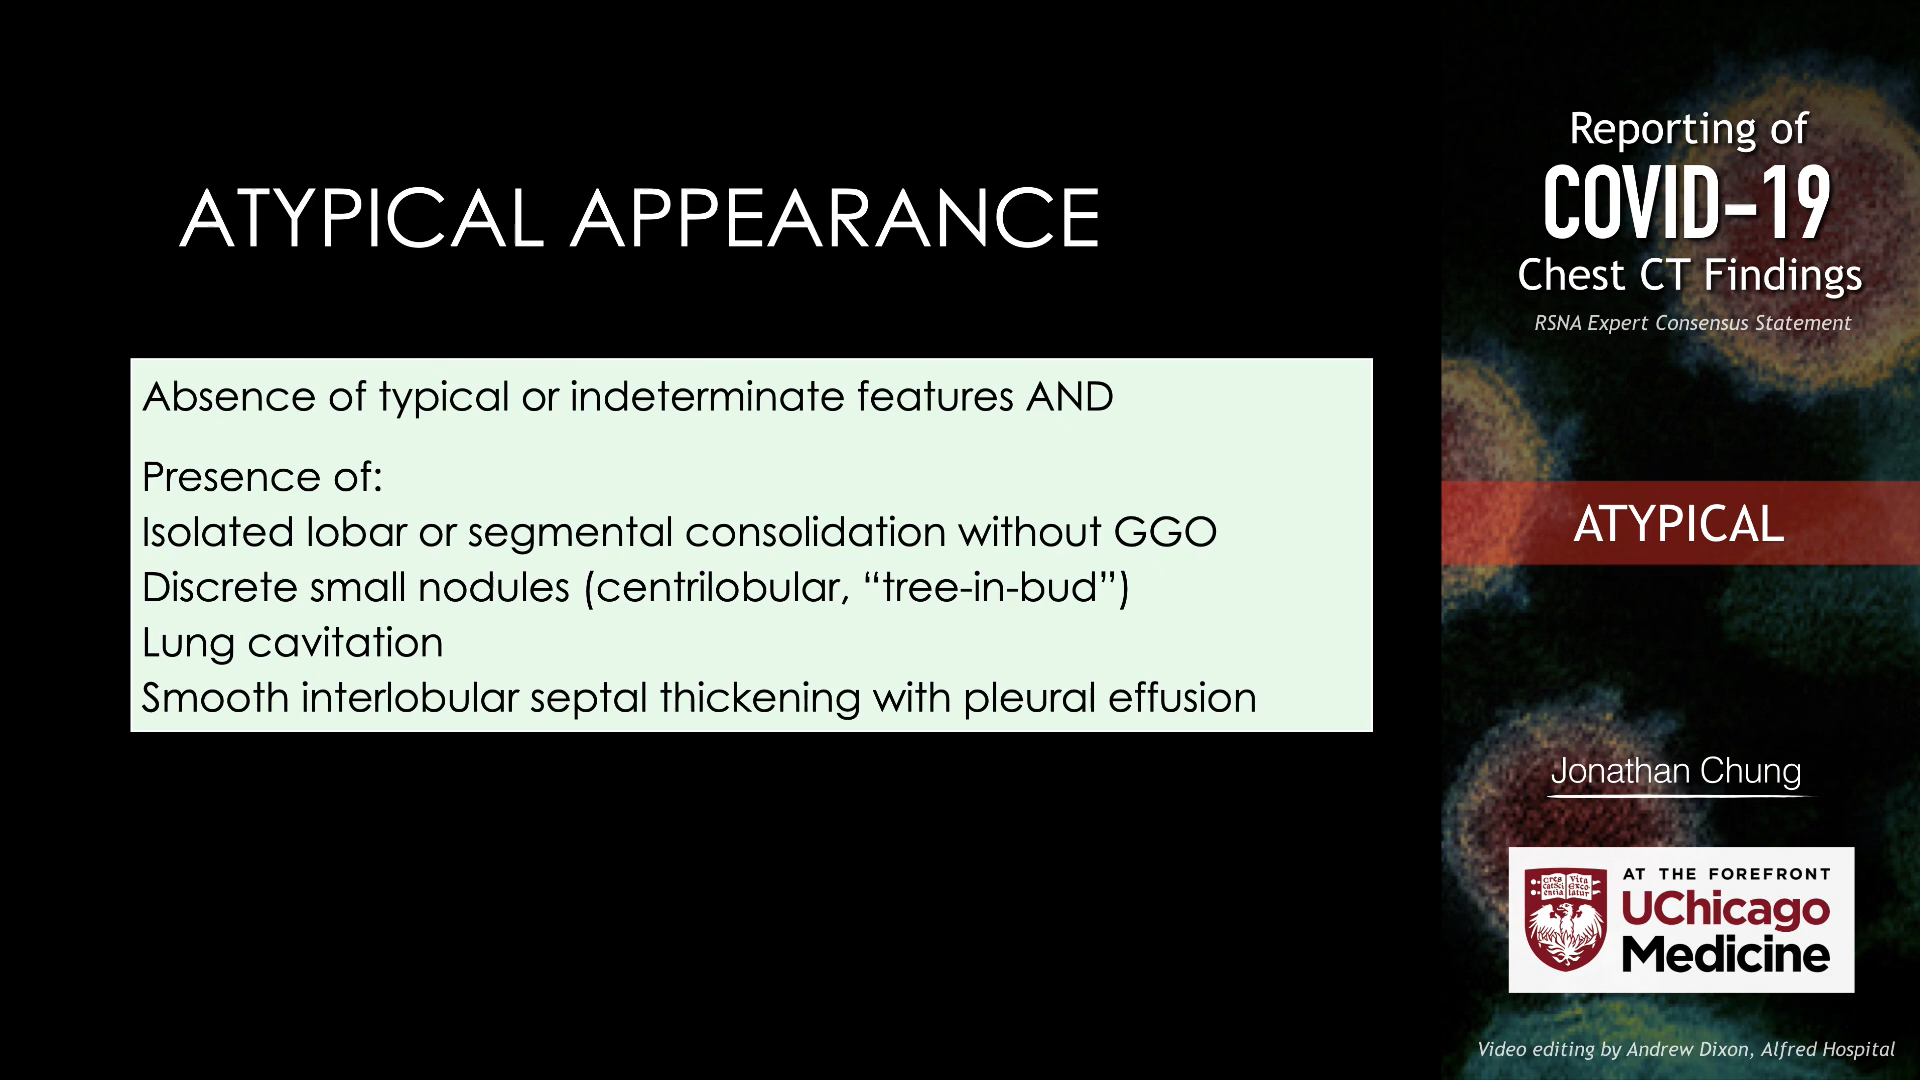 ATYPICAL APPEARANCE
Absence of typical or indeterminate features AND
Presence of:
Isolated lobar or segmental consolidation without GGO
Discrete small nodules (centrilobular, “tree-in-bud”)
Lung cavitation
Smooth interlobular septal thickening with pleural effusion
Reporting of
COVID-19
Chest CT Findings
RSNA Expert Consensus Statement
ATYPICAL
Jonathan Chung
AT THE FOREFRONT
UChicago
Medicine
Video editing by Andrew Dixon, Alfred Hospital